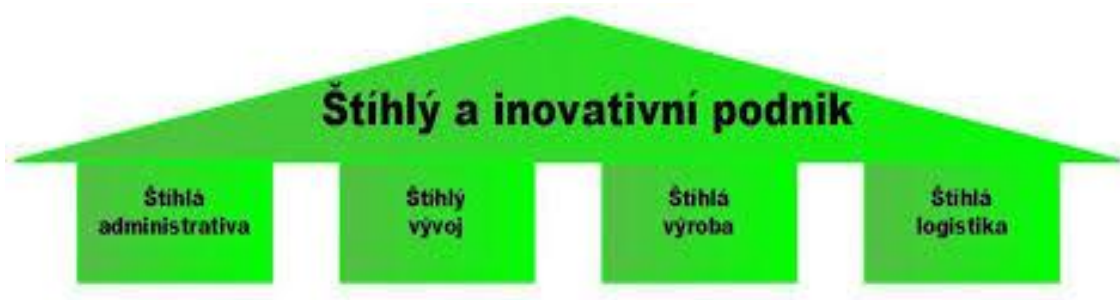 Štíhlý a inovativní podnik
Štíhlá
administrativa
Štíhlý
vývoj
Štíhlá
výroba
Štíhlá
logistika